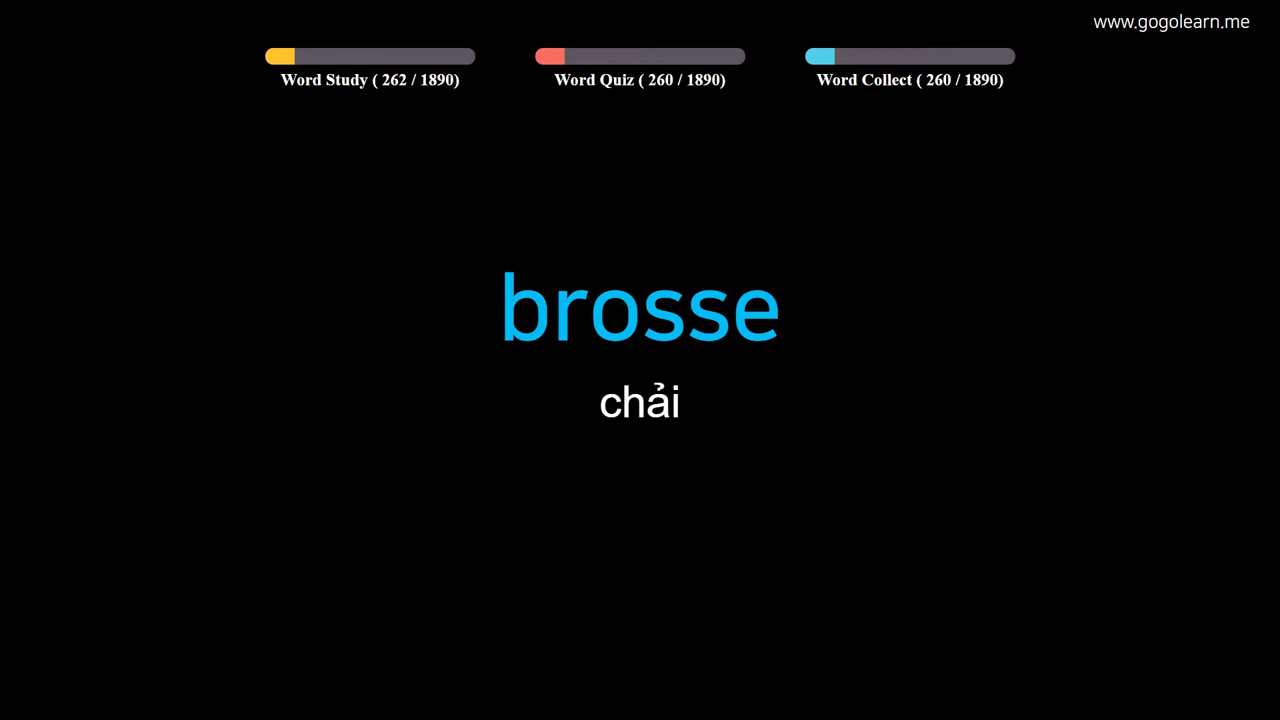 www.gogolearn.me
Word Study ( 262 / 1890)
Word Quiz ( 260 / 1890)
Word Collect ( 260 / 1890)
brosse
chải